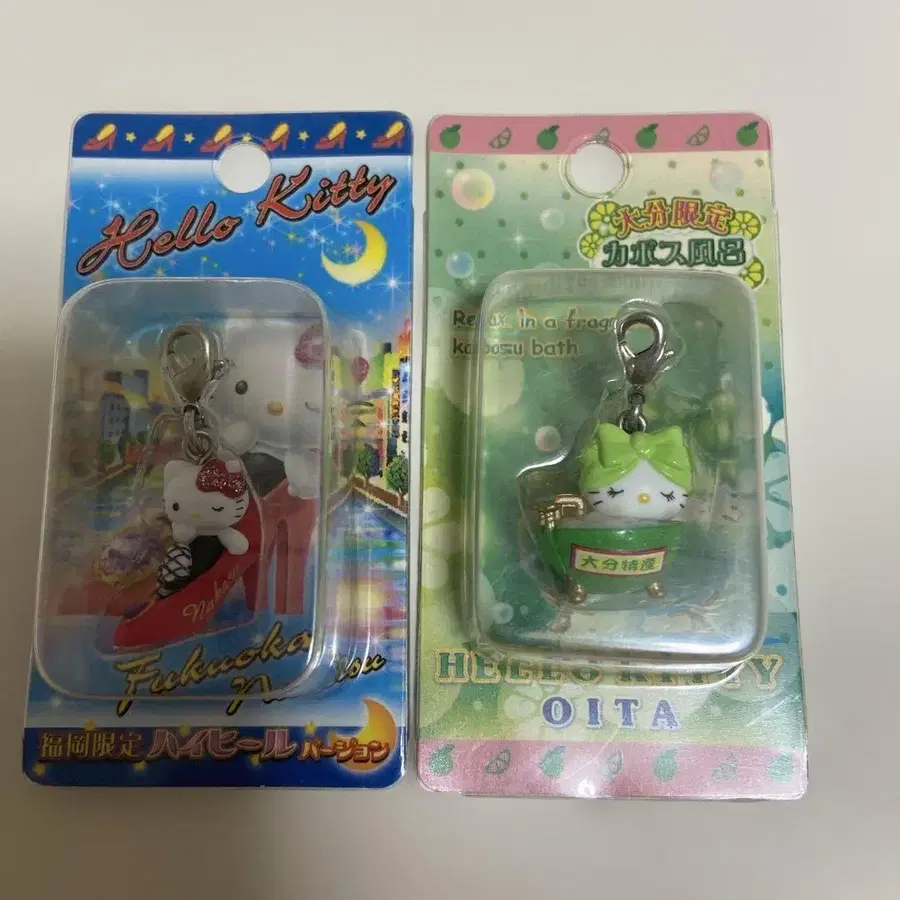 Hello Kitty
Nakasu
Fukuoka
福岡限定 ハイヒール バージョン
大分限定
カボス風呂
Relax in a
kabosu bath
大分特産
HELLO KITTY
OITA